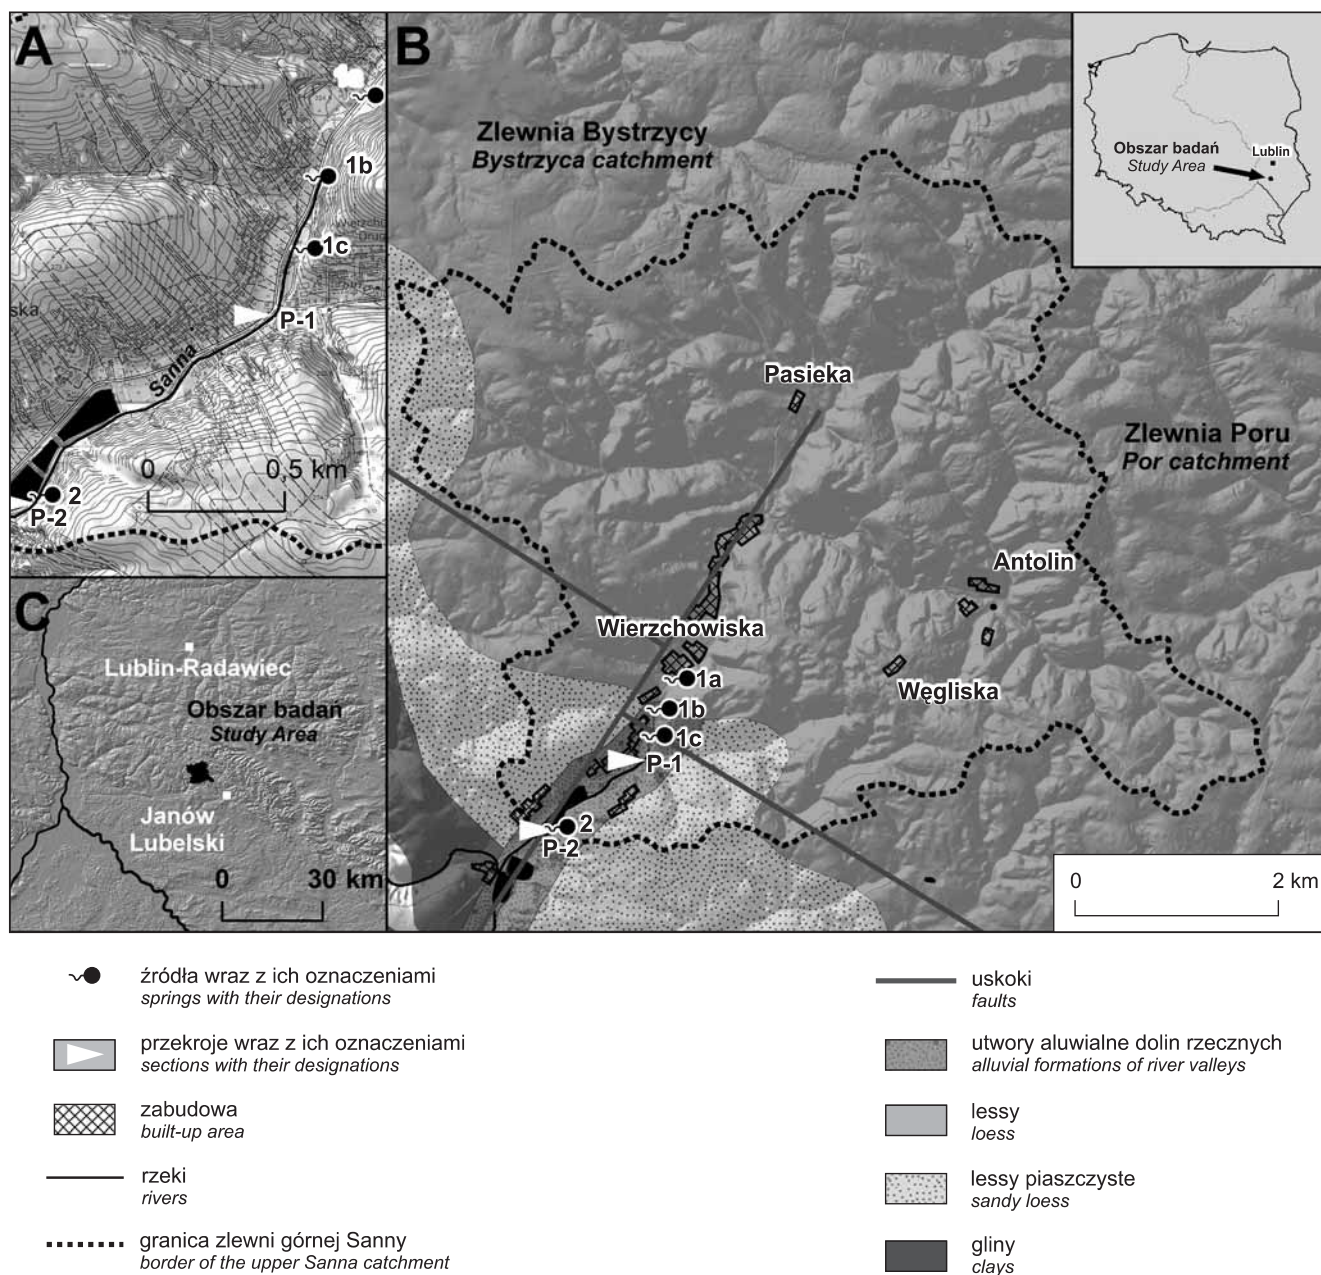 A
1b
1c
P-1
Sanna
ska
0 0,5 km
2
P-2
B
Zlewnia Bystrzycy
Bystrzyca catchment
Obszar badań
Study Area
Lublin
Pasieka
Zlewnia Poru
Por catchment
Antolin
Wierzchowiska
Węgliska
1a
1b
1c
P-1
2
P-2
0 2 km
C
Lublin-Radawiec
Obszar badań
Study Area
Janów
Lubelski
0 30 km
źródła wraz z ich oznaczeniami
springs with their designations
przekroje wraz z ich oznaczeniami
sections with their designations
zabudowa
built-up area
rzeki
rivers
granica zlewni górnej Sanny
border of the upper Sanna catchment
uskoki
faults
utwory aluwialne dolin rzecznych
alluvial formations of river valleys
lessy
loess
lessy piaszczyste
sandy loess
gliny
clays